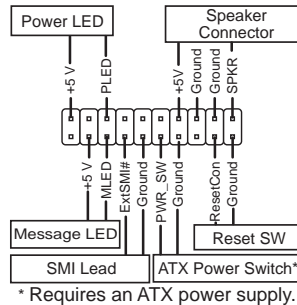 Power LED
Speaker
Connector
+5 V
PLED
+5V
Ground
Ground
SPKR
+5 V
MLED
ExtSMI#
Ground
PWR_SW
Ground
ResetCon
Ground
Message LED
Reset SW
SMI Lead
ATX Power Switch*
* Requires an ATX power supply.